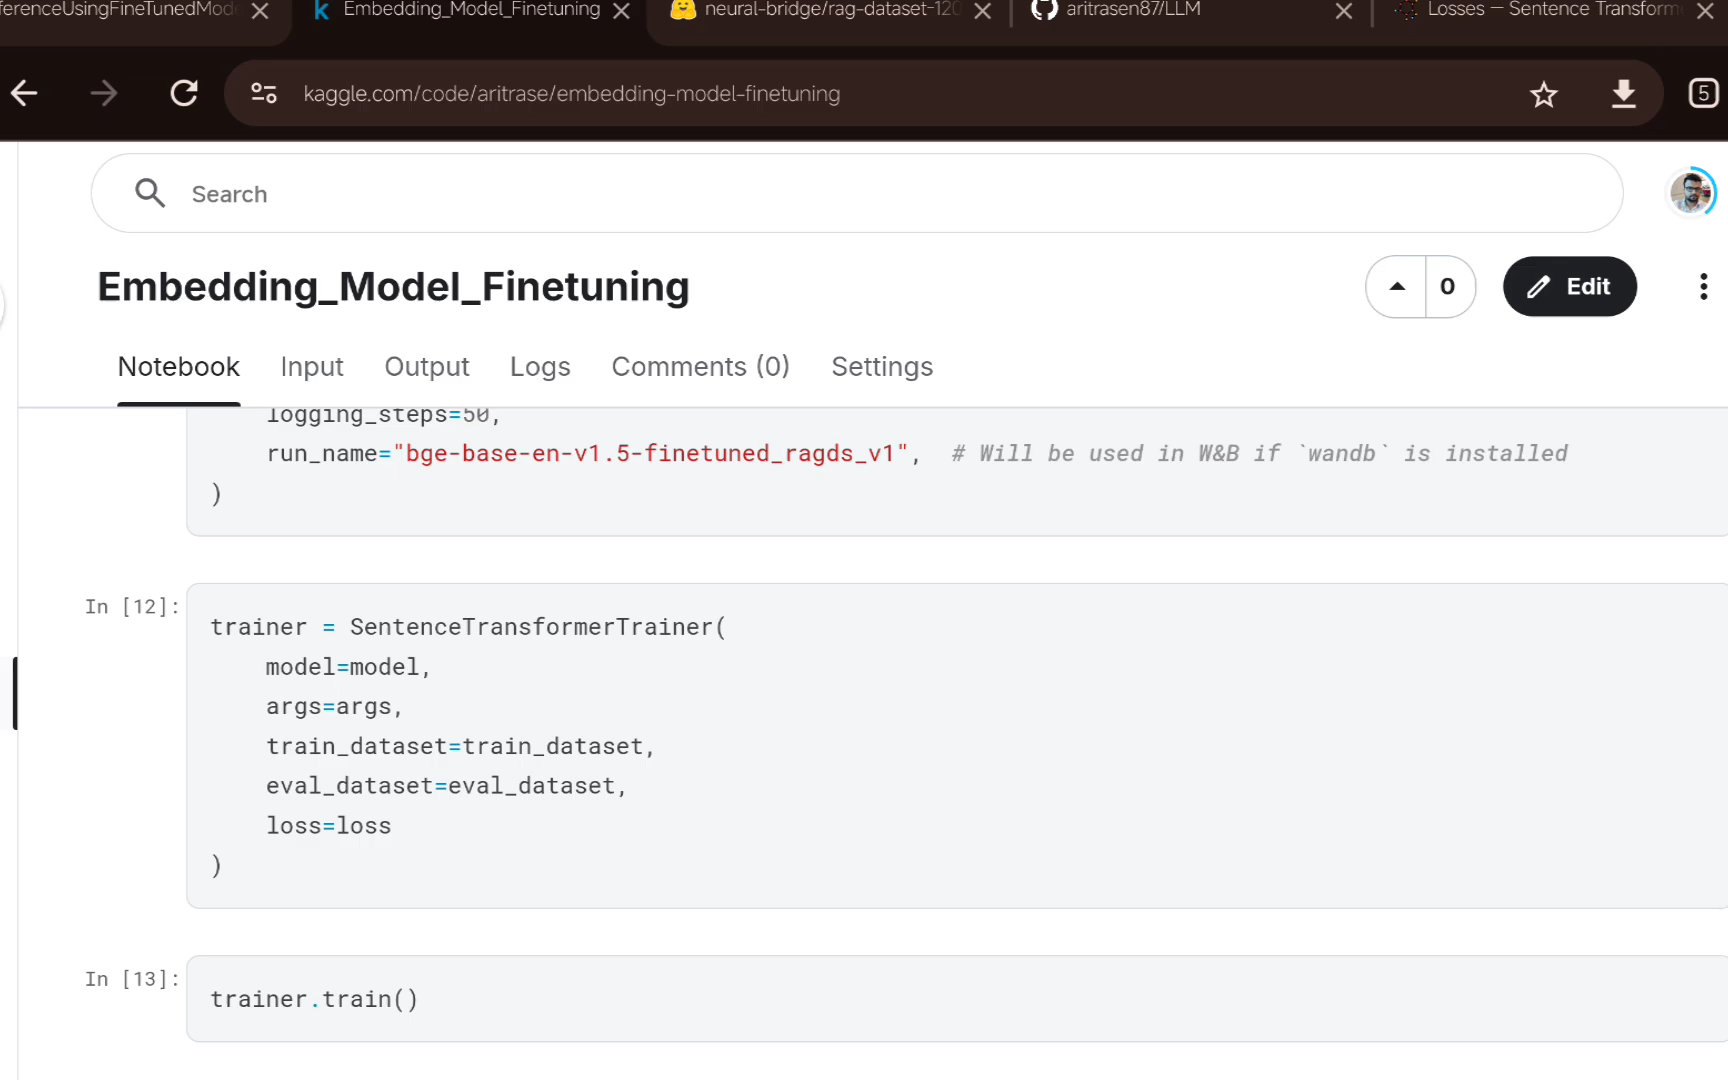 ferenceUsingFineTunedMode
Embedding_Model_Finetuning
neural-bridge/rag-dataset-120
aritrasen87/LLM
Losses — Sentence Transform
kaggle.com/code/aritrase/embedding-model-finetuning
5
Search
Embedding_Model_Finetuning
0
Edit
Notebook Input Output Logs Comments (0) Settings
logging_steps=50,
run_name="bge-base-en-v1.5-finetuned_ragds_v1",  # Will be used in W&B if `wandb` is installed
)
In [12]:
trainer = SentenceTransformerTrainer(
    model=model,
    args=args,
    train_dataset=train_dataset,
    eval_dataset=eval_dataset,
    loss=loss
)
In [13]:
trainer.train()